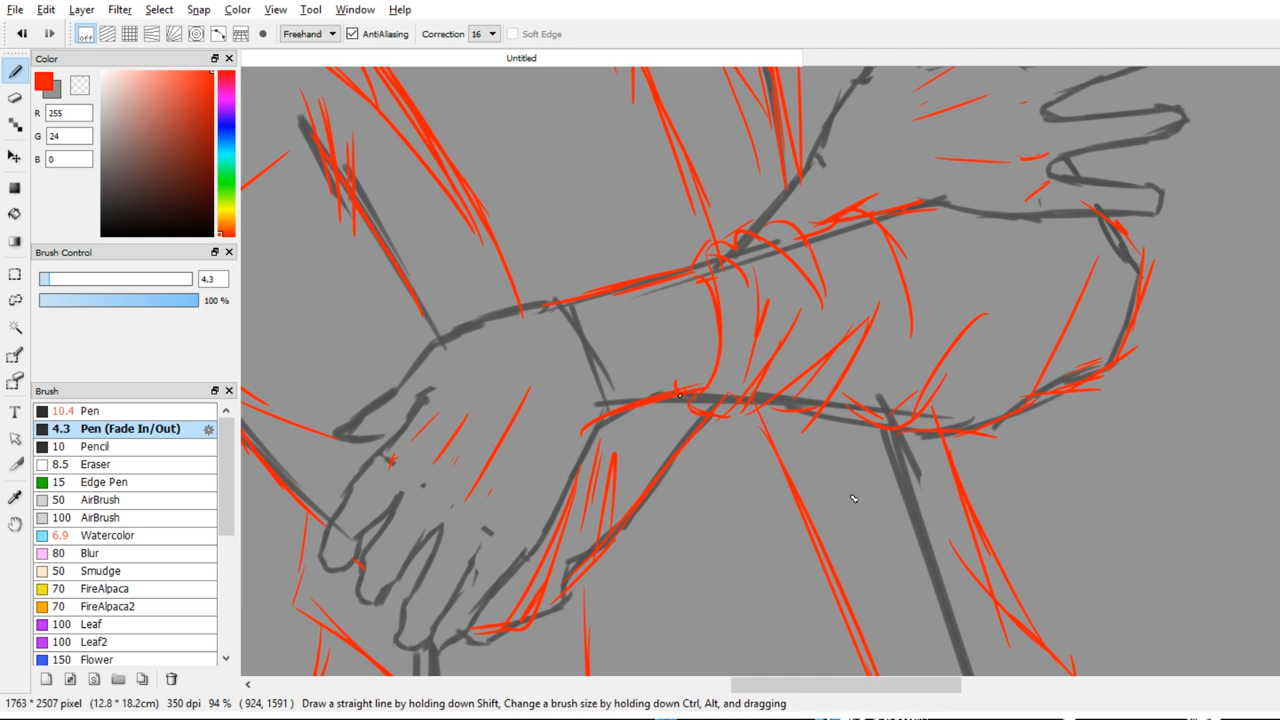 File Edit Layer Filter Select Snap Color View Tool Window Help
off Freehand AntiAliasing Correction 16 Soft Edge
Color
Untitled
R 255
G 24
B 0
Brush Control
4.3
100 %
Brush
10.4 Pen
4.3 Pen (Fade In/Out)
10 Pencil
8.5 Eraser
15 Edge Pen
50 AirBrush
100 AirBrush
6.9 Watercolor
80 Blur
50 Smudge
70 FireAlpaca
70 FireAlpaca2
100 Leaf
100 Leaf2
150 Flower
1763 * 2507 pixel (12.8 * 18.2cm) 350 dpi 94 % ( 924, 1591 ) Draw a straight line by holding down Shift, Change a brush size by holding down Ctrl, Alt, and dragging